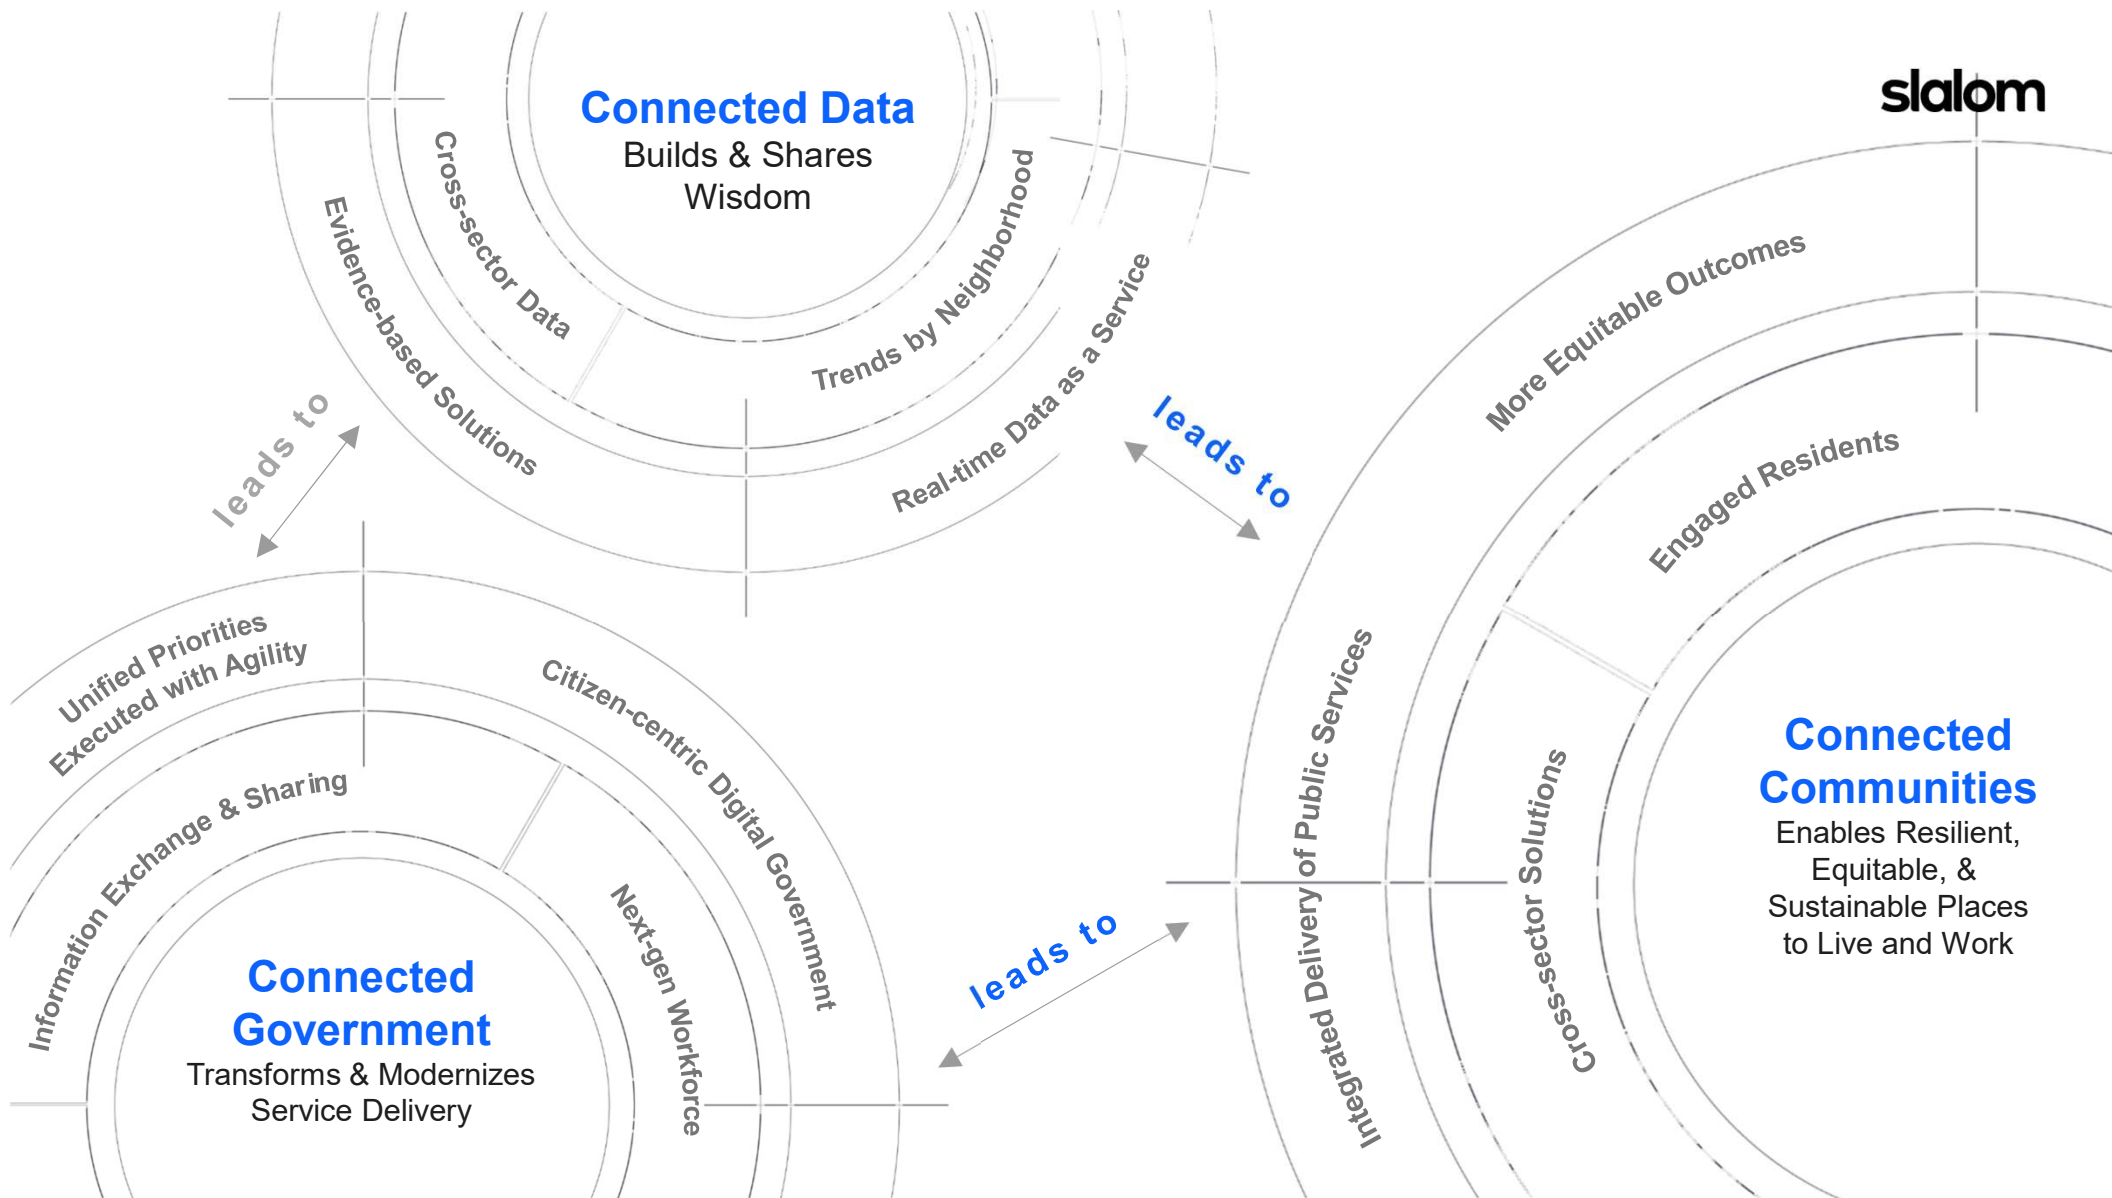 slalom
Connected Data
Builds & Shares
Wisdom
Cross-sector Data
Trends by Neighborhood
Evidence-based Solutions
Real-time Data as a Service
leads to
leads to
More Equitable Outcomes
Engaged Residents
Integrated Delivery of Public Services
Cross-sector Solutions
Connected
Communities
Enables Resilient,
Equitable, &
Sustainable Places
to Live and Work
Unified Priorities
Executed with Agility
Citizen-centric Digital Government
Information Exchange & Sharing
Next-gen Workforce
Connected
Government
Transforms & Modernizes
Service Delivery
leads to